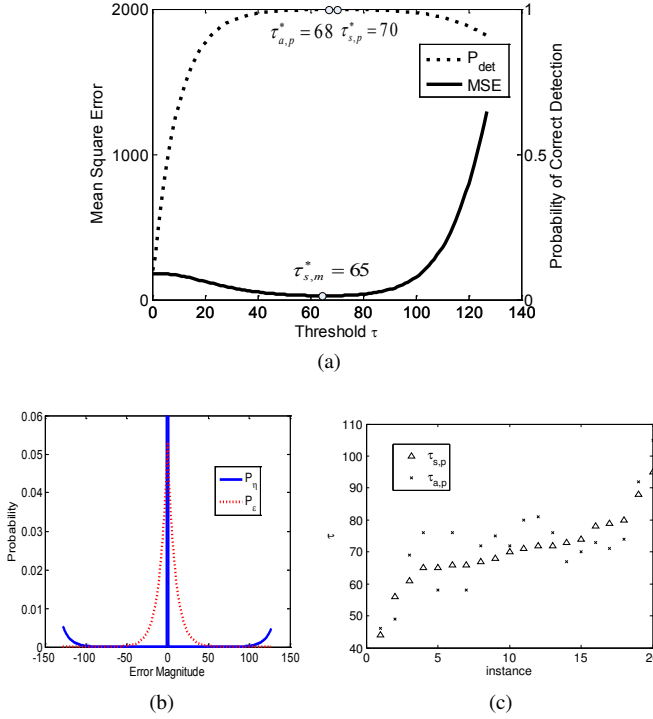 2000
1000
0
Mean Square Error
1
0.5
0
Probability of Correct Detection
τ*a,p = 68 τ*s,p = 70
P det
MSE
τ*s,m = 65
0 20 40 60 80 100 120 140
Threshold τ
(a)
0.06
0.05
0.04
0.03
0.02
0.01
0
Probability
Pη
Pε
-150 -100 -50 0 50 100 150
Error Magnitude
(b)
110
100
90
80
70
60
50
40
τ
τs,p
τa,p
0 5 10 15 20
instance
(c)